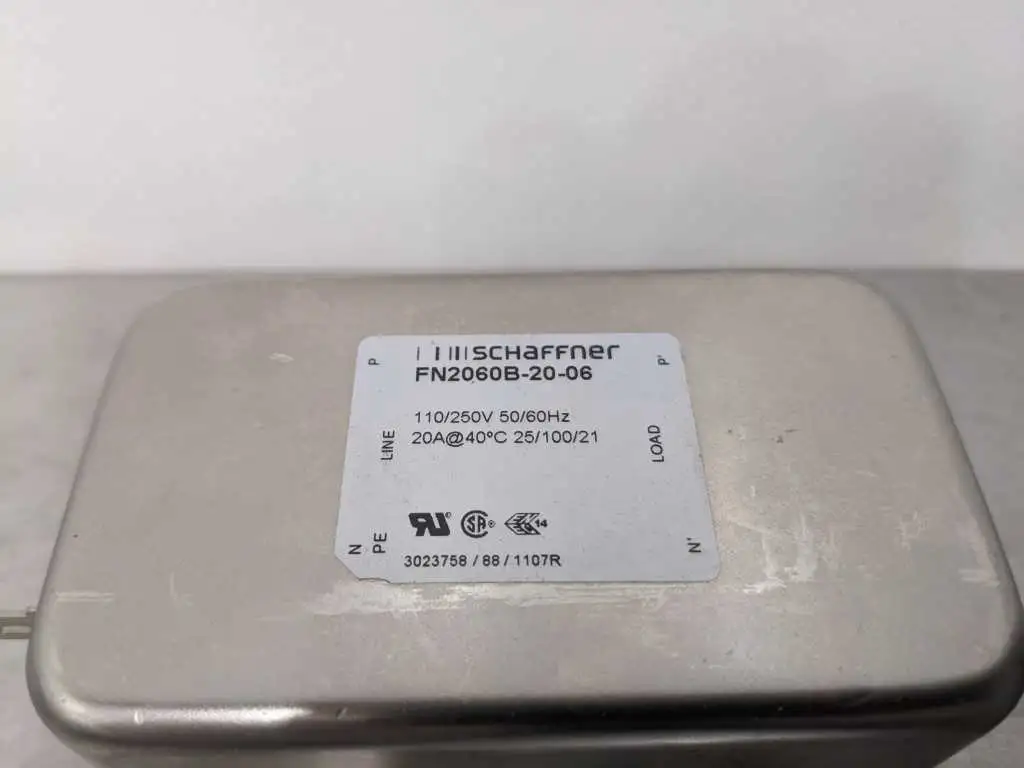 SCHAFFNER
FN2060B-20-06
110/250V 50/60Hz
20A@40°C 25/100/21
P
P'
LINE
LOAD
N
PE
N'
14
3023758 / 88 / 1107R